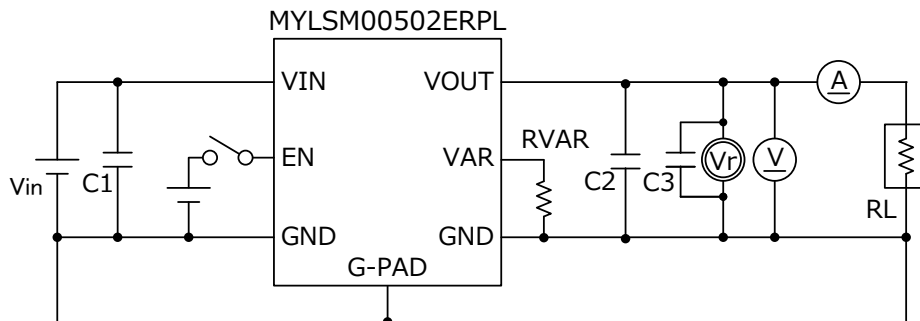 MYLSM00502ERPL
VIN
VOUT
A
EN
VAR
RVAR
Vin
C1
C2
C3
Vr
V
RL
GND
GND
G-PAD